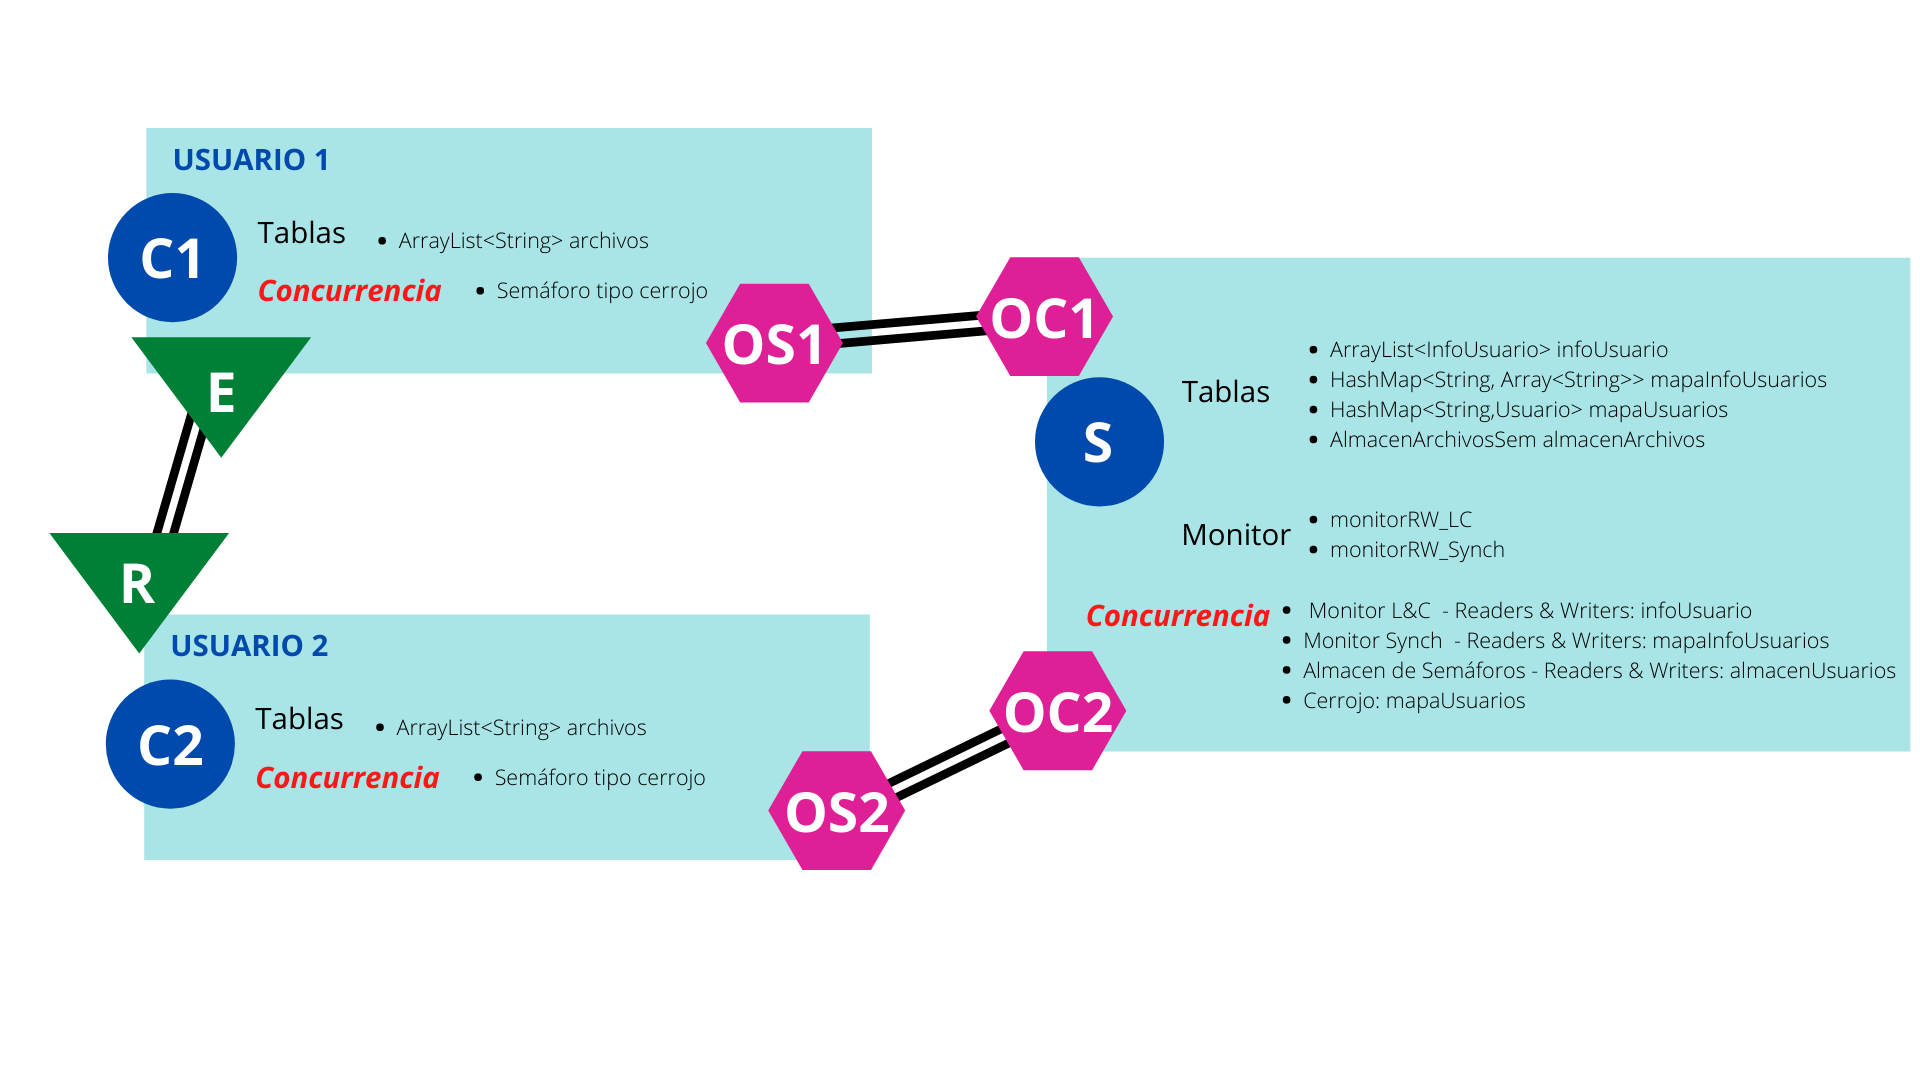 USUARIO 1
C1
Tablas
• ArrayList<String> archivos
Concurrencia
• Semáforo tipo cerrojo
OS1
E
R
USUARIO 2
C2
Tablas
• ArrayList<String> archivos
Concurrencia
• Semáforo tipo cerrojo
OS2
OC1
S
Tablas
• ArrayList<InfoUsuario> infoUsuario
• HashMap<String, Array<String>> mapaInfoUsuarios
• HashMap<String,Usuario> mapaUsuarios
• AlmacenArchivosSem almacenArchivos
Monitor
• monitorRW_LC
• monitorRW_Synch
Concurrencia
• Monitor L&C - Readers & Writers: infoUsuario
• Monitor Synch - Readers & Writers: mapaInfoUsuarios
• Almacen de Semáforos - Readers & Writers: almacenUsuarios
• Cerrojo: mapaUsuarios
OC2